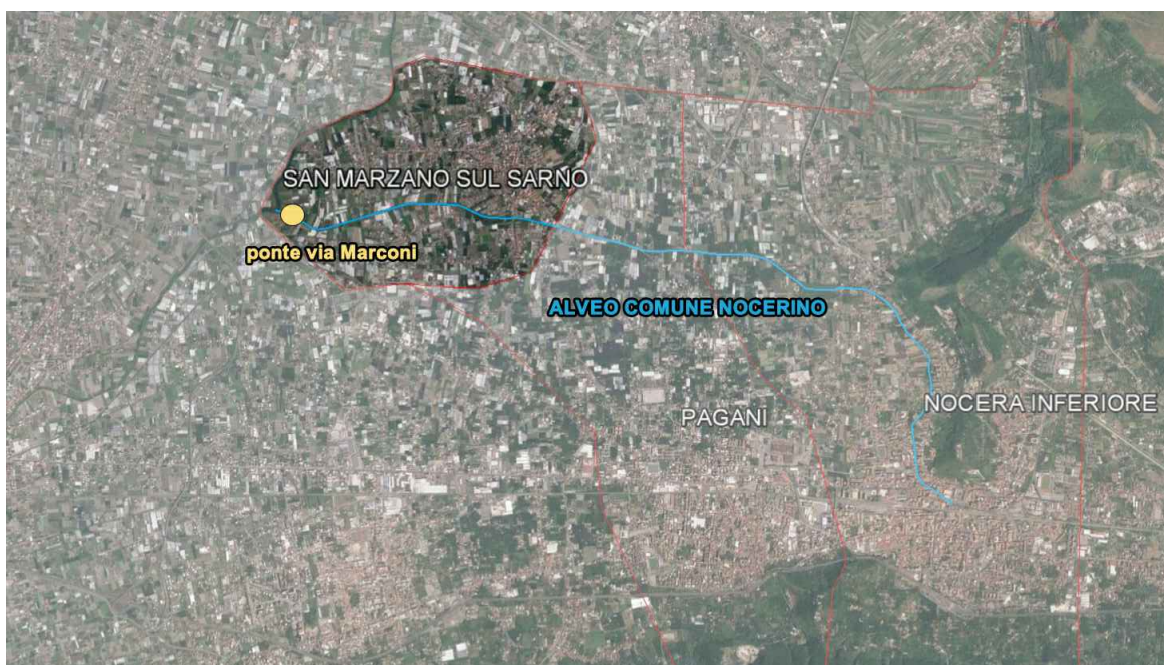 SAN MARZANO SUL SARNO
ponte via Marconi
ALVEO COMUNE NOCERINO
NOCERA INFERIORE
PAGANI